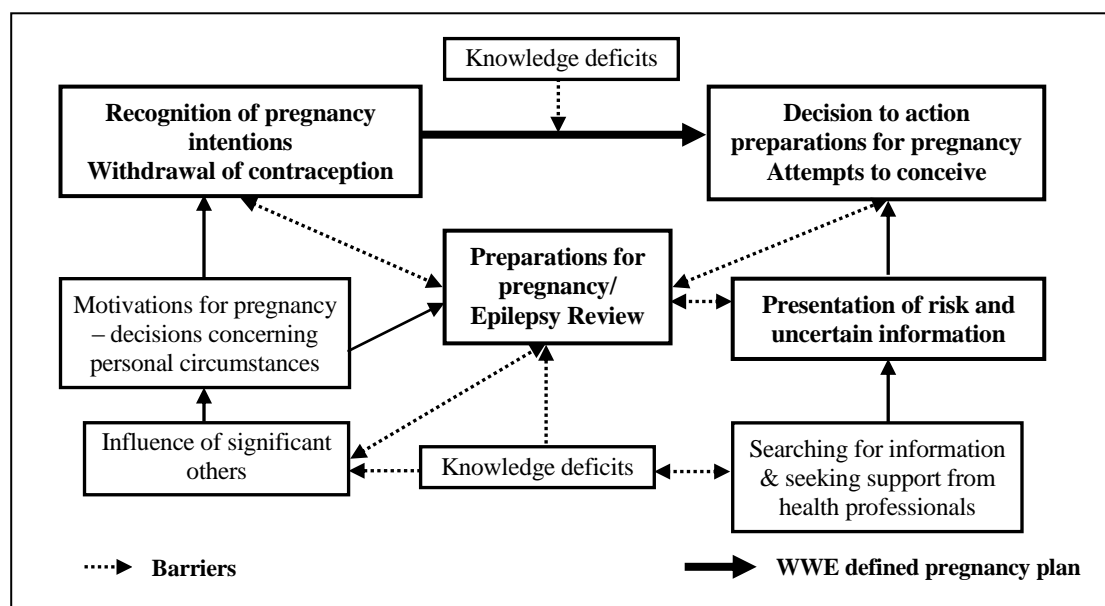 Knowledge deficits
Recognition of pregnancy
intentions
Withdrawal of contraception
Decision to action
preparations for pregnancy
Attempts to conceive
Preparations for
pregnancy/
Epilepsy Review
Motivations for pregnancy
– decisions concerning
personal circumstances
Presentation of risk and
uncertain information
Influence of significant
others
Knowledge deficits
Searching for information
& seeking support from
health professionals
Barriers
WWE defined pregnancy plan